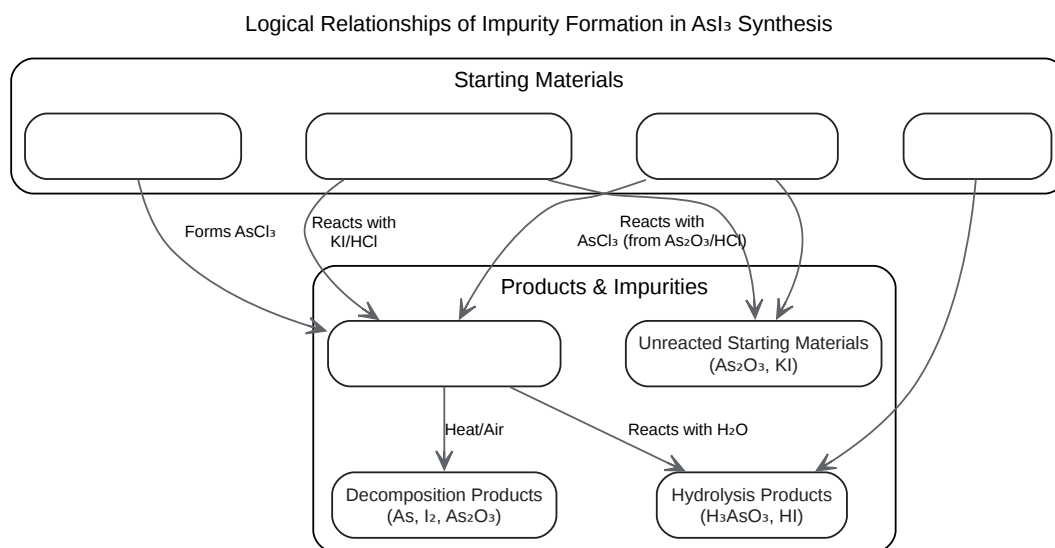 Logical Relationships of Impurity Formation in AsI₃ Synthesis
Starting Materials
Forms AsCl₃
Reacts with
KI/HCl
Reacts with
AsCl₃ (from As₂O₃/HCl)
Products & Impurities
Unreacted Starting Materials
(As₂O₃, KI)
Heat/Air
Reacts with H₂O
Decomposition Products
(As, I₂, As₂O₃)
Hydrolysis Products
(H₃AsO₃, HI)